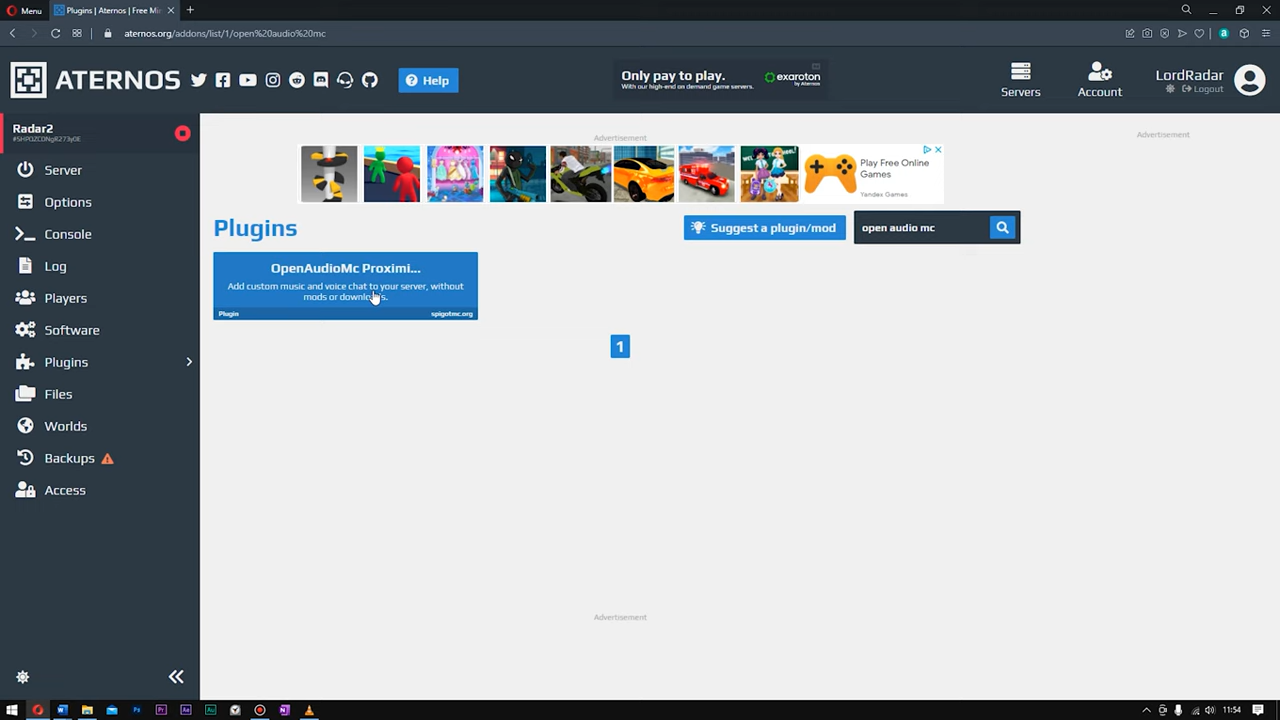 Menu
Plugins | Aternos | Free Mi
aternos.org/addons/list/1/open%20audio%20mc
ATERNOS
Help
Only pay to play.
With our high-end on demand game servers.
exaroton
by Aternos
Servers
Account
LordRadar
Logout
Radar2
Server
Options
Console
Log
Players
Software
Plugins
Files
Worlds
Backups
Access
Advertisement
Advertisement
Play Free Online
Games
Yandex Games
Plugins
Suggest a plugin/mod
open audio mc
OpenAudioMc Proximi...
Add custom music and voice chat to your server, without
mods or downloads.
Plugin
spigotmc.org
1
Advertisement
11:54